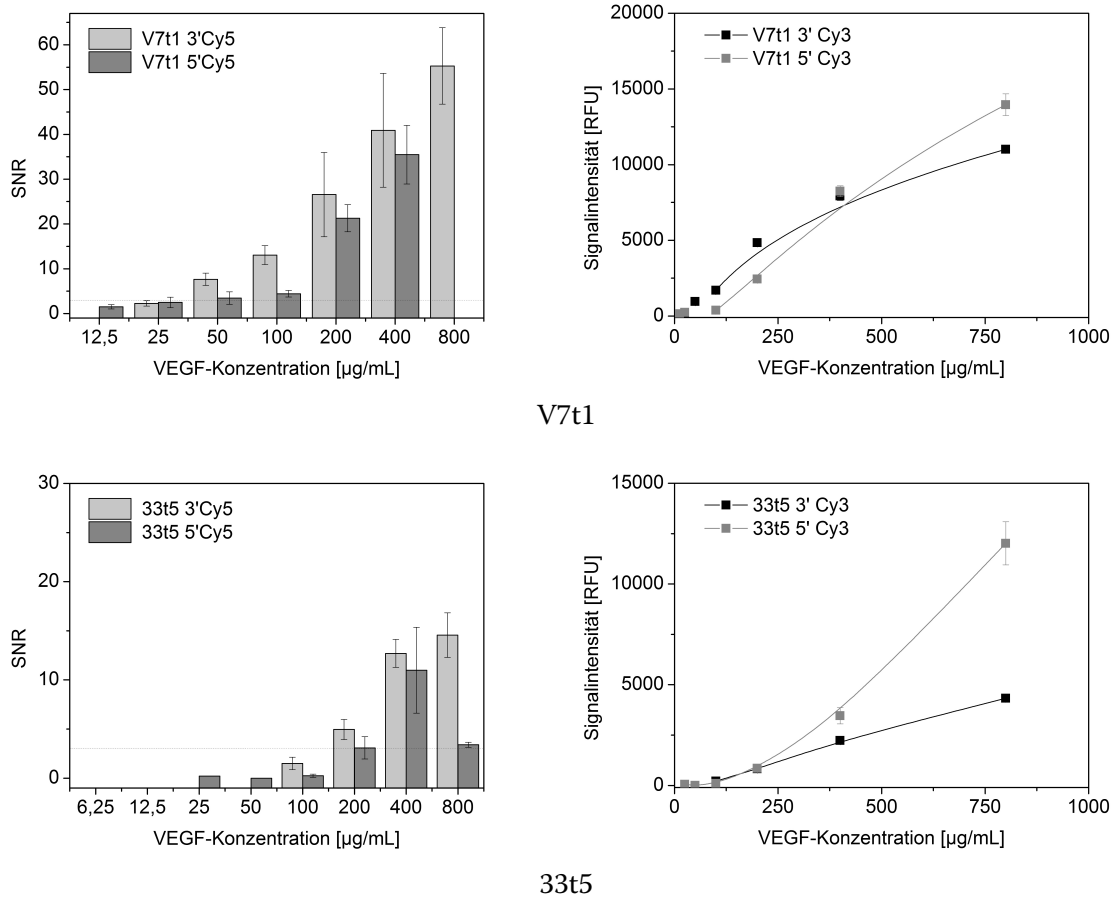 60
50
40
30
20
10
0
SNR
V7t1 3'Cy5
V7t1 5'Cy5
12,5 25 50 100 200 400 800
VEGF-Konzentration [µg/mL]
20000
15000
10000
5000
0
Signalintensität [RFU]
V7t1 3' Cy3
V7t1 5' Cy3
0 250 500 750 1000
VEGF-Konzentration [µg/mL]
V7t1
30
20
10
0
SNR
33t5 3'Cy5
33t5 5'Cy5
6,25 12,5 25 50 100 200 400 800
VEGF-Konzentration [µg/mL]
15000
10000
5000
0
Signalintensität [RFU]
33t5 3' Cy3
33t5 5' Cy3
0 250 500 750 1000
VEGF-Konzentration [µg/mL]
33t5